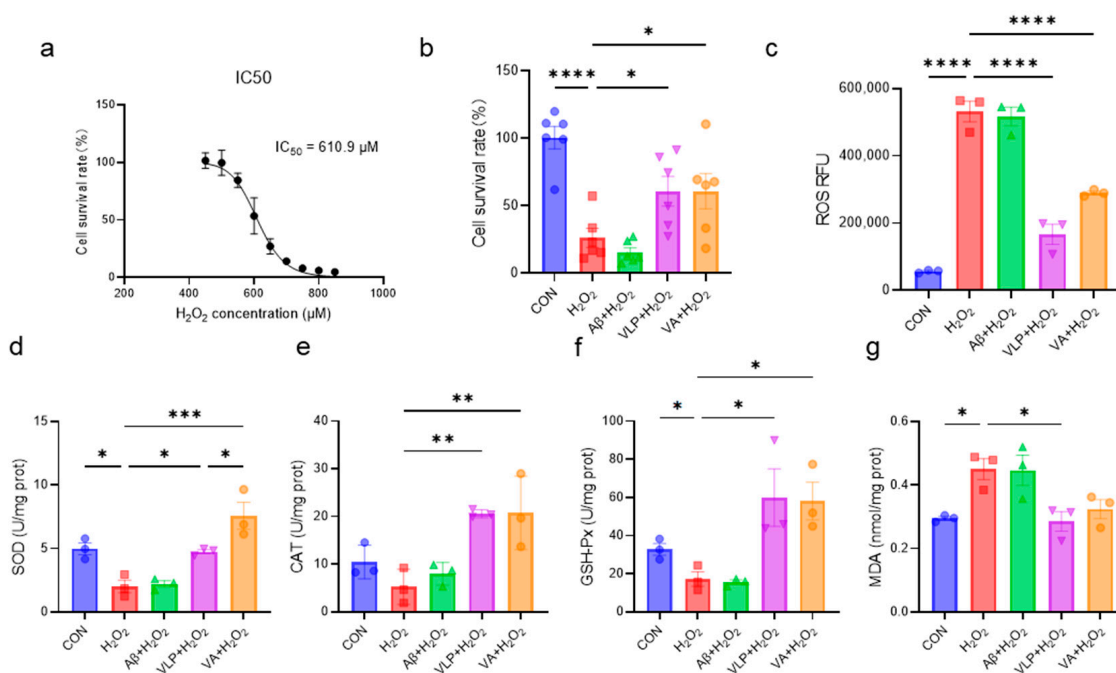 a
IC50
Cell survival rate (%)
150
100
50
0
IC₅₀ = 610.9 μM
200
400
600
800
1000
H₂O₂ concentration (μM)
b
*
****
*
Cell survival rate (%)
150
100
50
0
CON
H₂O₂
Aβ+H₂O₂
VLP+H₂O₂
VA+H₂O₂
c
****
****
****
ROS RFU
600,000
400,000
200,000
0
CON
H₂O₂
Aβ+H₂O₂
VLP+H₂O₂
VA+H₂O₂
d
***
*
*
*
SOD (U/mg prot)
15
10
5
0
CON
H₂O₂
Aβ+H₂O₂
VLP+H₂O₂
VA+H₂O₂
e
**
**
CAT (U/mg prot)
40
30
20
10
0
CON
H₂O₂
Aβ+H₂O₂
VLP+H₂O₂
VA+H₂O₂
f
*
*
*
GSH-Px (U/mg prot)
100
80
60
40
20
0
CON
H₂O₂
Aβ+H₂O₂
VLP+H₂O₂
VA+H₂O₂
g
*
*
MDA (nmol/mg prot)
0.6
0.4
0.2
0.0
CON
H₂O₂
Aβ+H₂O₂
VLP+H₂O₂
VA+H₂O₂